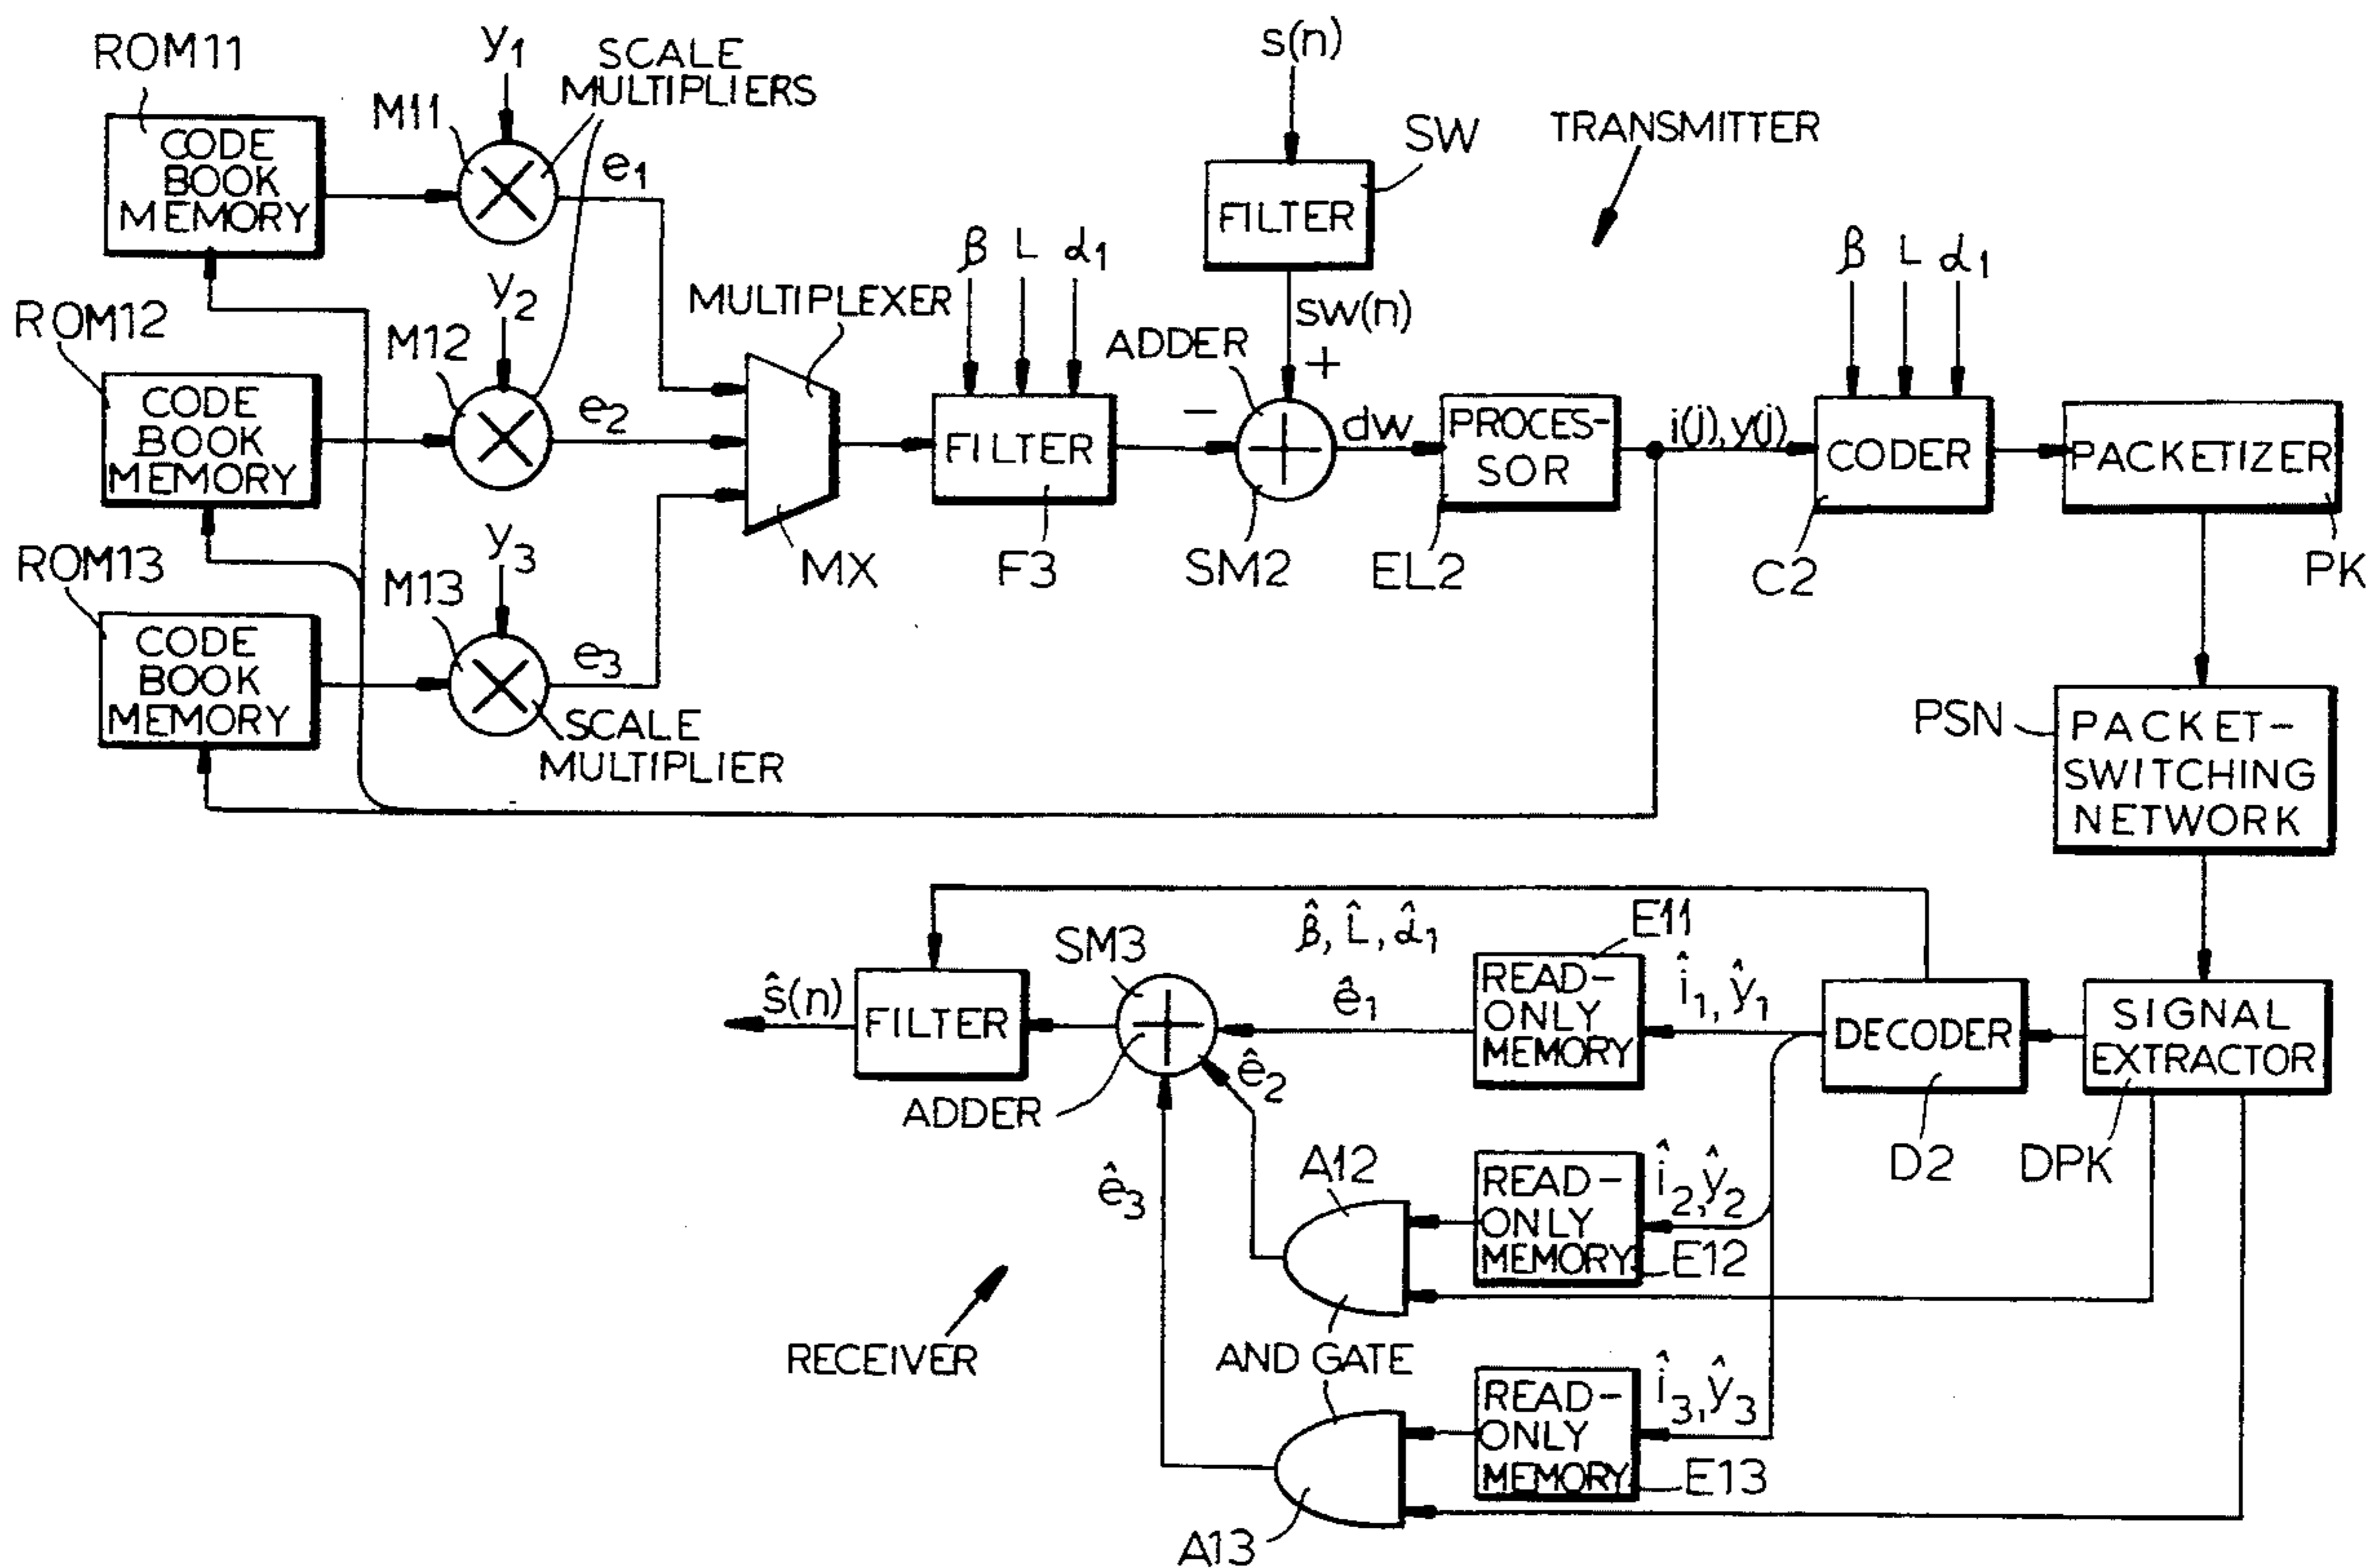 ROM11
CODE
BOOK
MEMORY
M11
y1
SCALE
MULTIPLIERS
e1
s(n)
SW
FILTER
sw(n)
TRANSMITTER
ROM12
CODE
BOOK
MEMORY
M12
y2
e2
MULTIPLEXER
MX
β L α1
FILTER
F3
ADDER
+
−
SM2
dw
PROCES-
SOR
EL2
i(j), y(j)
β L α1
CODER
C2
PACKETIZER
PK
ROM13
CODE
BOOK
MEMORY
M13
y3
e3
SCALE
MULTIPLIER
PSN
PACKET-
SWITCHING
NETWORK
ŝ(n)
FILTER
SM3
ADDER
β̂, L̂, α̂1
ê1
ê2
ê3
E11
READ-
ONLY
MEMORY
î1, ŷ1
DECODER
D2
SIGNAL
EXTRACTOR
DPK
A12
READ-
ONLY
MEMORY
î2, ŷ2
E12
RECEIVER
AND GATE
READ-
ONLY
MEMORY
î3, ŷ3
E13
A13